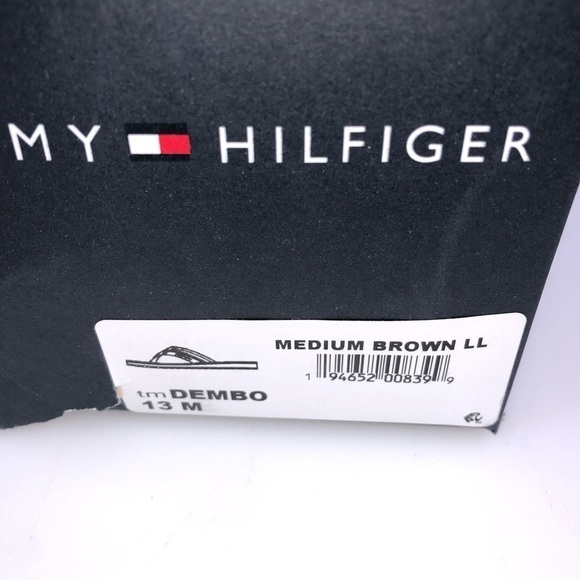 MY HILFIGER
MEDIUM BROWN LL
1 94652 00839 9
tm DEMBO
13 M